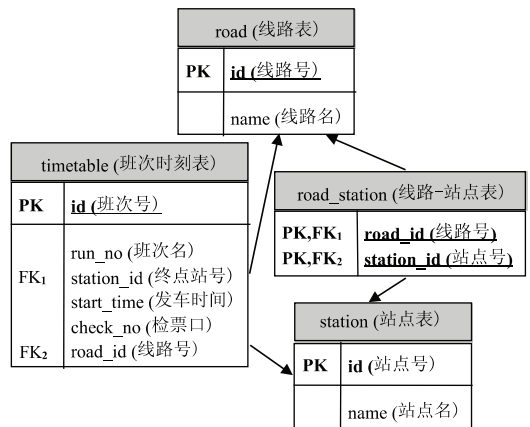 road (线路表)
PK id (线路号)
name (线路名)
timetable (班次时刻表)
PK id (班次号)
run_no (班次名)
FK₁ station_id (终点站号)
start_time (发车时间)
check_no (检票口)
FK₂ road_id (线路号)
road_station (线路-站点表)
PK,FK₁ road_id (线路号)
PK,FK₂ station_id (站点号)
station (站点表)
PK id (站点号)
name (站点名)